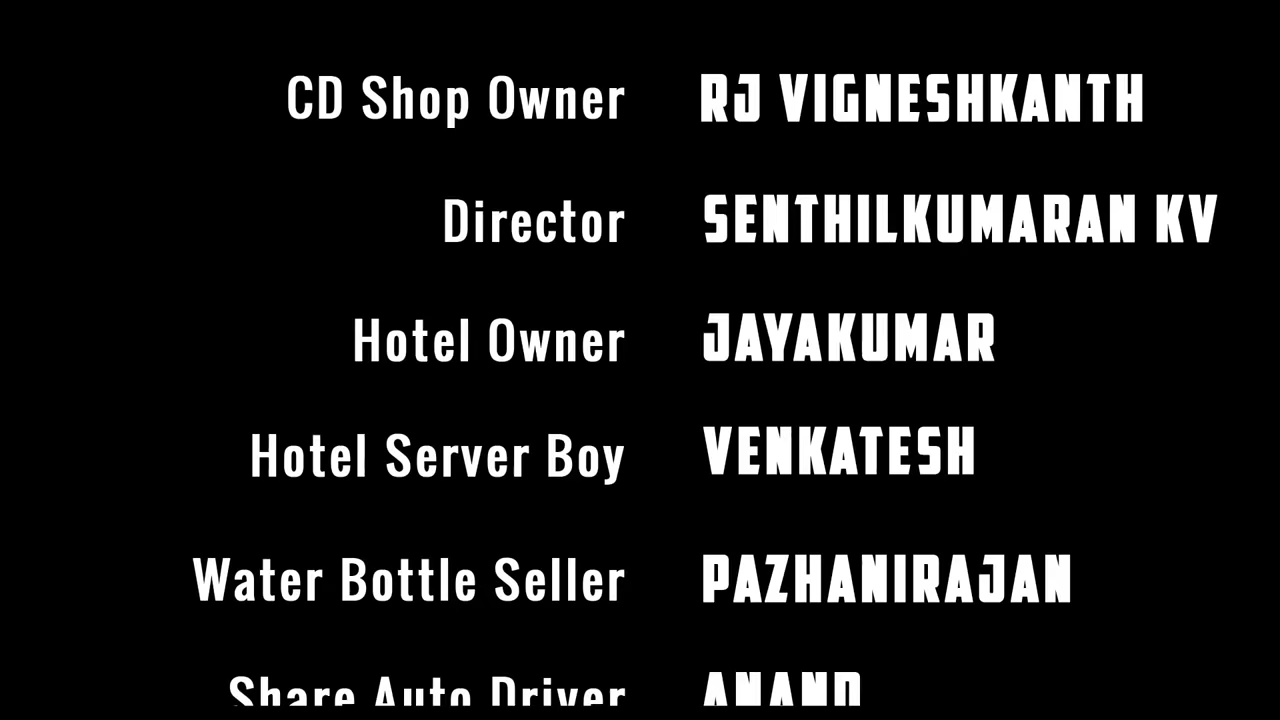 CD Shop Owner RJ VIGNESHKANTH
Director SENTHILKUMARAN KV
Hotel Owner JAYAKUMAR
Hotel Server Boy VENKATESH
Water Bottle Seller PAZHANIRAJAN
Share Auto Driver ANAND